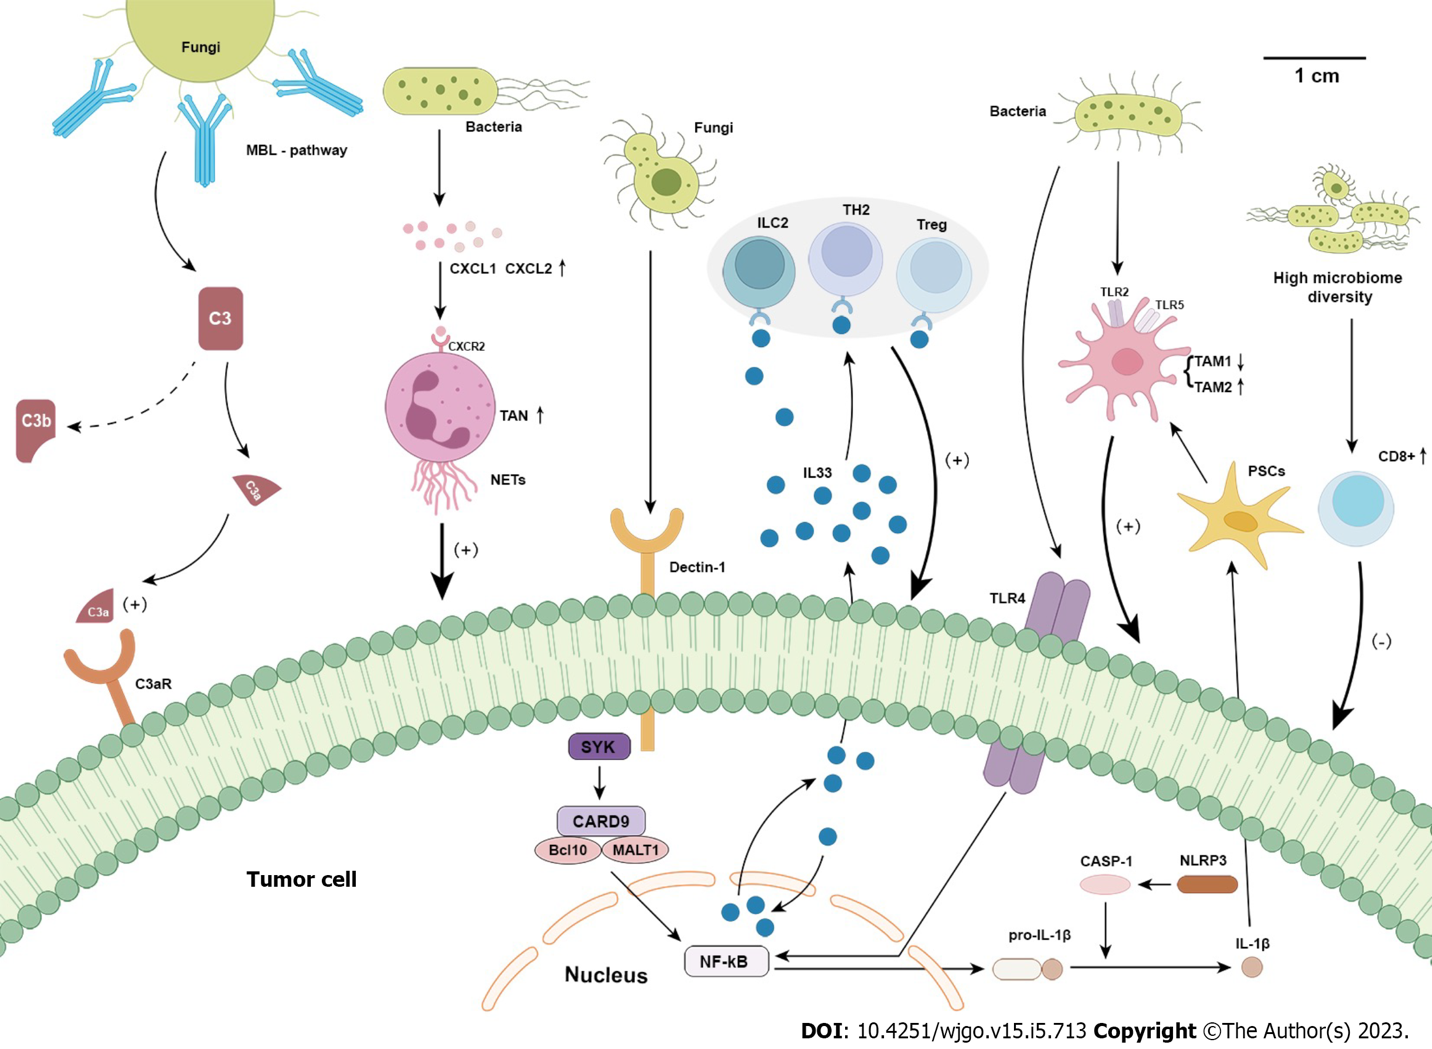 Fungi
MBL - pathway
C3
C3b
C3a
C3a
(+)
C3aR
Bacteria
CXCL1 CXCL2 ↑
CXCR2
TAN ↑
NETs
(+)
Fungi
Dectin-1
ILC2
TH2
Treg
IL33
(+)
Bacteria
TLR2
TLR5
TAM1 ↓
TAM2 ↑
PSCs
(+)
TLR4
1 cm
High microbiome
diversity
CD8+ ↑
(-)
SYK
CARD9
Bcl10
MALT1
Tumor cell
Nucleus
NF-kB
CASP-1
NLRP3
pro-IL-1β
IL-1β
DOI: 10.4251/wjgo.v15.i5.713 Copyright ©The Author(s) 2023.